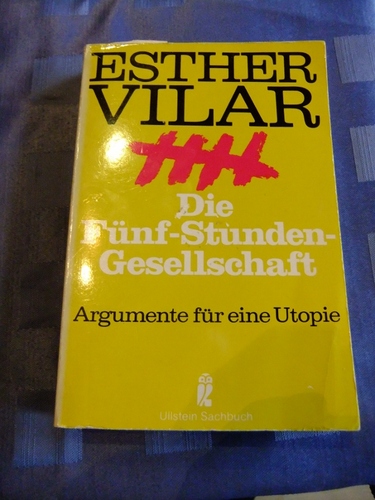 ESTHER
VILAR
Die
Fünf-Stunden-
Gesellschaft
Argumente für eine Utopie
Ullstein Sachbuch